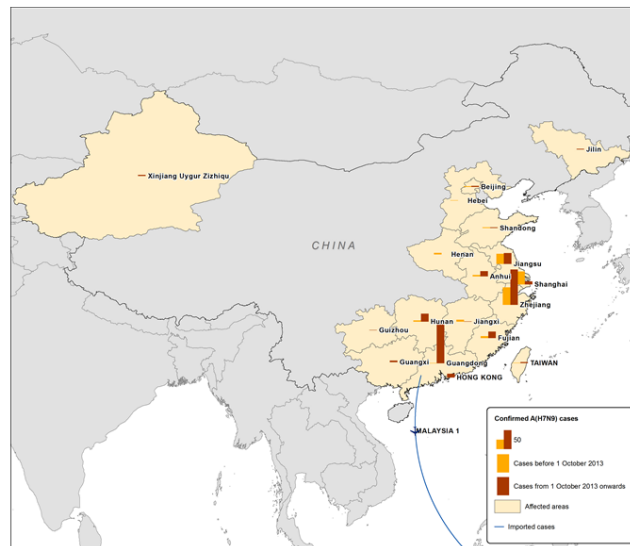 Jilin
Xinjiang Uygur Zizhiqu
Beijing
Hebei
Shandong
CHINA
Henan
Jiangsu
Anhui
Shanghai
Zhejiang
Hunan
Jiangxi
Guizhou
Fujian
Guangxi
Guangdong
TAIWAN
HONG KONG
MALAYSIA 1
Confirmed A(H7N9) cases
50
Cases before 1 October 2013
Cases from 1 October 2013 onwards
Affected areas
Imported cases